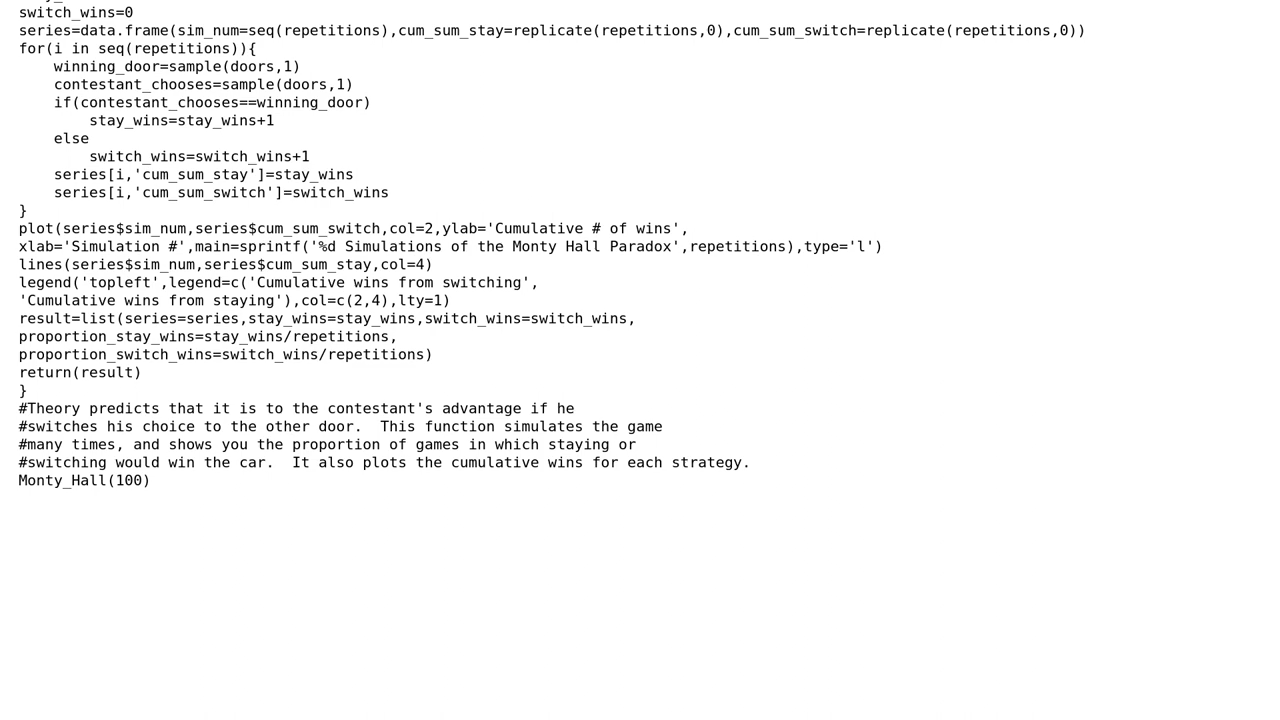 switch_wins=0
series=data.frame(sim_num=seq(repetitions),cum_sum_stay=replicate(repetitions,0),cum_sum_switch=replicate(repetitions,0))
for(i in seq(repetitions)){
    winning_door=sample(doors,1)
    contestant_chooses=sample(doors,1)
    if(contestant_chooses==winning_door)
        stay_wins=stay_wins+1
    else
        switch_wins=switch_wins+1
    series[i,'cum_sum_stay']=stay_wins
    series[i,'cum_sum_switch']=switch_wins
}
plot(series$sim_num,series$cum_sum_switch,col=2,ylab='Cumulative # of wins',
xlab='Simulation #',main=sprintf('%d Simulations of the Monty Hall Paradox',repetitions),type='l')
lines(series$sim_num,series$cum_sum_stay,col=4)
legend('topleft',legend=c('Cumulative wins from switching',
'Cumulative wins from staying'),col=c(2,4),lty=1)
result=list(series=series,stay_wins=stay_wins,switch_wins=switch_wins,
proportion_stay_wins=stay_wins/repetitions,
proportion_switch_wins=switch_wins/repetitions)
return(result)
}
#Theory predicts that it is to the contestant's advantage if he
#switches his choice to the other door.  This function simulates the game
#many times, and shows you the proportion of games in which staying or
#switching would win the car.  It also plots the cumulative wins for each strategy.
Monty_Hall(100)